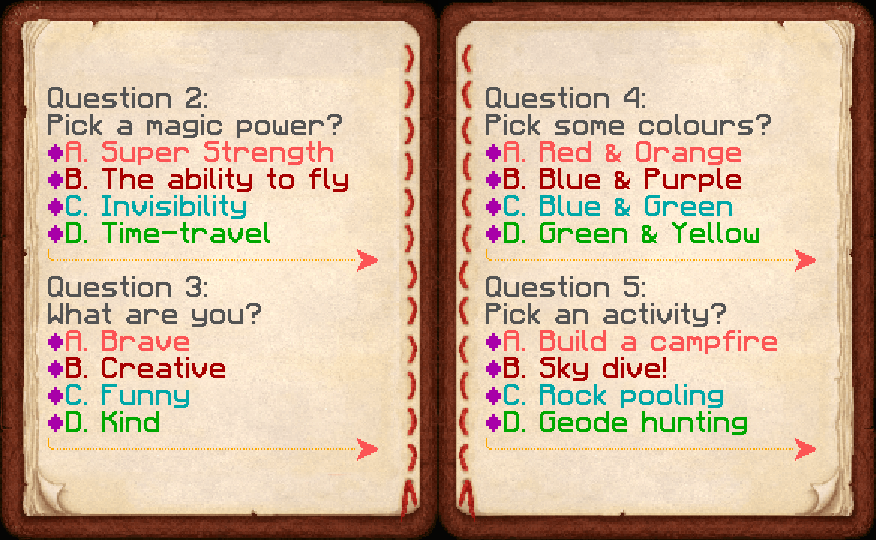 Question 2:
Pick a magic power?
A. Super Strength
B. The ability to fly
C. Invisibility
D. Time-travel
Question 3:
What are you?
A. Brave
B. Creative
C. Funny
D. Kind
Question 4:
Pick some colours?
A. Red & Orange
B. Blue & Purple
C. Blue & Green
D. Green & Yellow
Question 5:
Pick an activity?
A. Build a campfire
B. Sky dive!
C. Rock pooling
D. Geode hunting